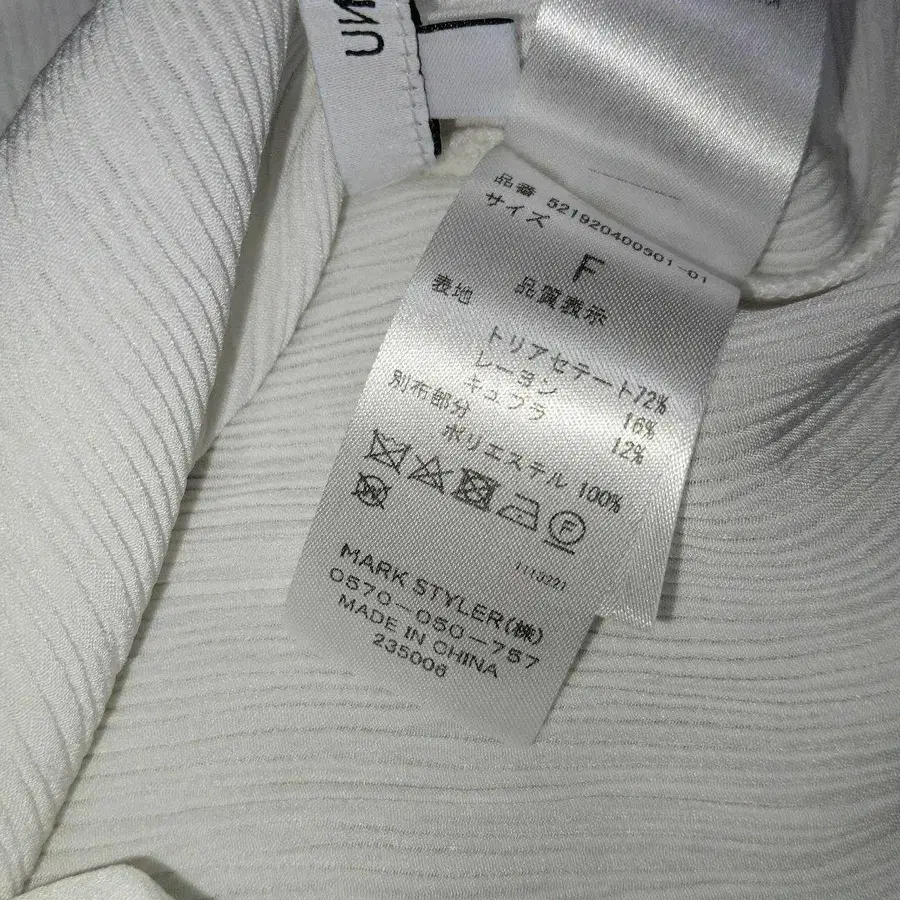 品番 521920400301-01
サイズ
F
品質表示
表地
トリアセテート72%
レーヨン 16%
キュプラ 12%
別布部分
ポリエステル 100%
W
F
1113221
MARK STYLER(株)
0570-050-757
MADE IN CHINA
235006